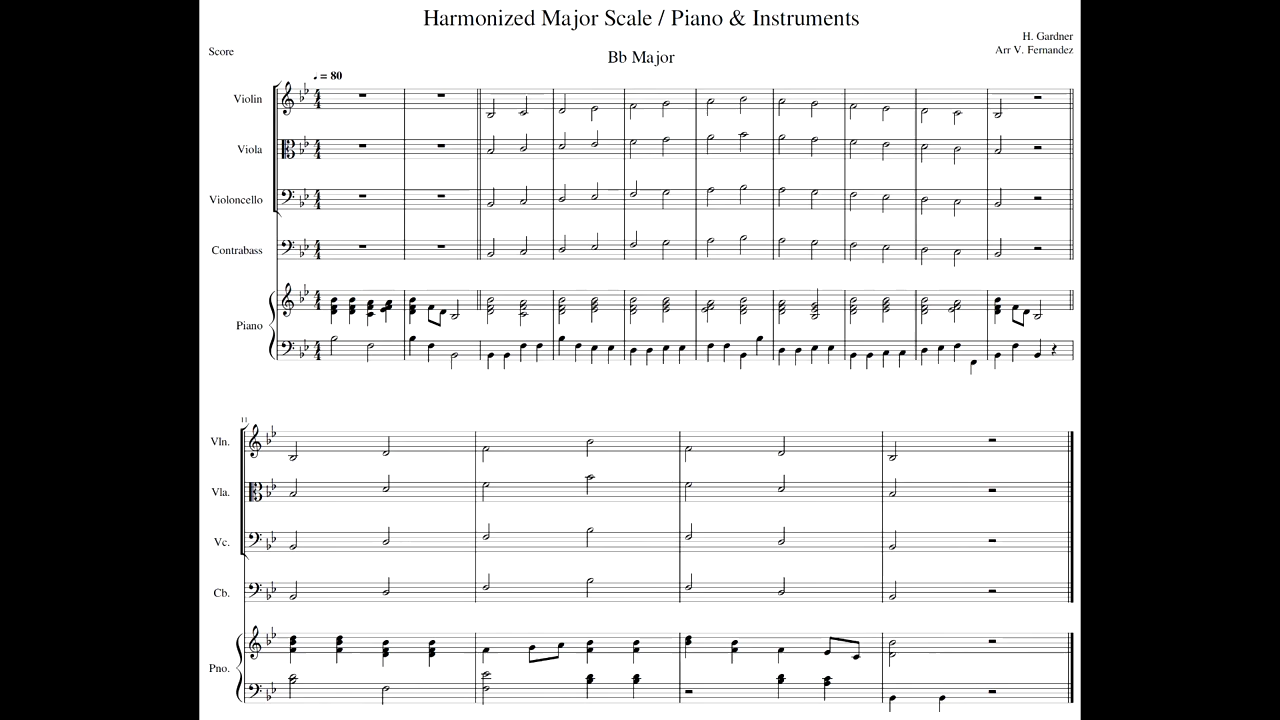 Harmonized Major Scale / Piano & Instruments
H. Gardner
Arr V. Fernandez
Score
Bb Major
= 80
Violin
Viola
Violoncello
Contrabass
Piano
11
Vln.
Vla.
Vc.
Cb.
Pno.